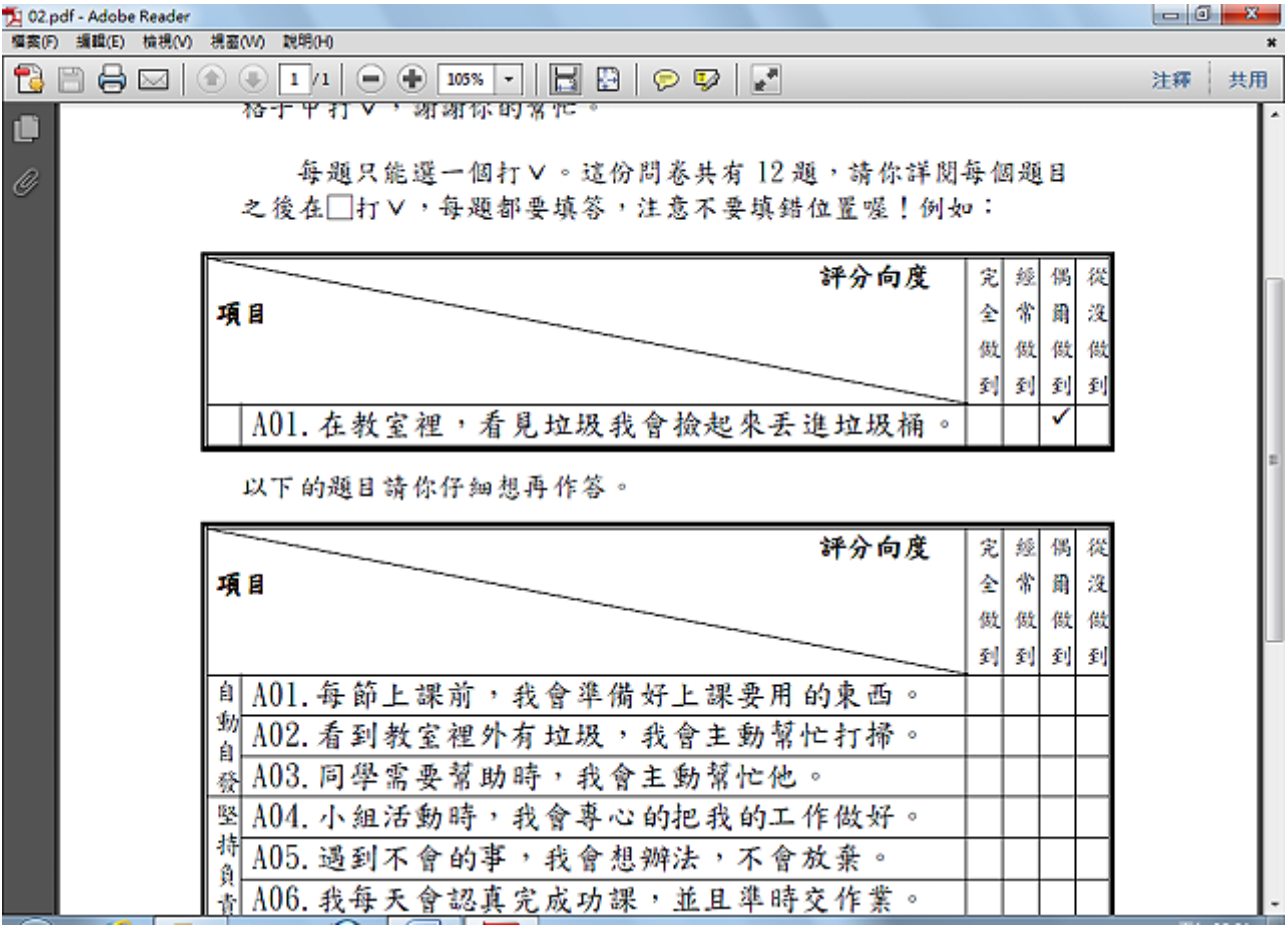 02.pdf - Adobe Reader
檔案(F) 編輯(E) 檢視(V) 視窗(W) 說明(H)
1 / 1 105% 注釋 共用
格子中打∨，謝謝你的幫忙。
每題只能選一個打∨。這份問卷共有 12 題，請你詳閱每個題目
之後在□打∨，每題都要填答，注意不要填錯位置喔！例如：
評分向度
項目
完全做到
經常做到
偶爾做到
從沒做到
A01.在教室裡，看見垃圾我會撿起來丟進垃圾桶。 ✓
以下的題目請你仔細想再作答。
評分向度
項目
完全做到
經常做到
偶爾做到
從沒做到
自動自發
A01.每節上課前，我會準備好上課要用的東西。
A02.看到教室裡外有垃圾，我會主動幫忙打掃。
A03.同學需要幫助時，我會主動幫忙他。
堅持負責
A04.小組活動時，我會專心的把我的工作做好。
A05.遇到不會的事，我會想辦法，不會放棄。
A06.我每天會認真完成功課，並且準時交作業。